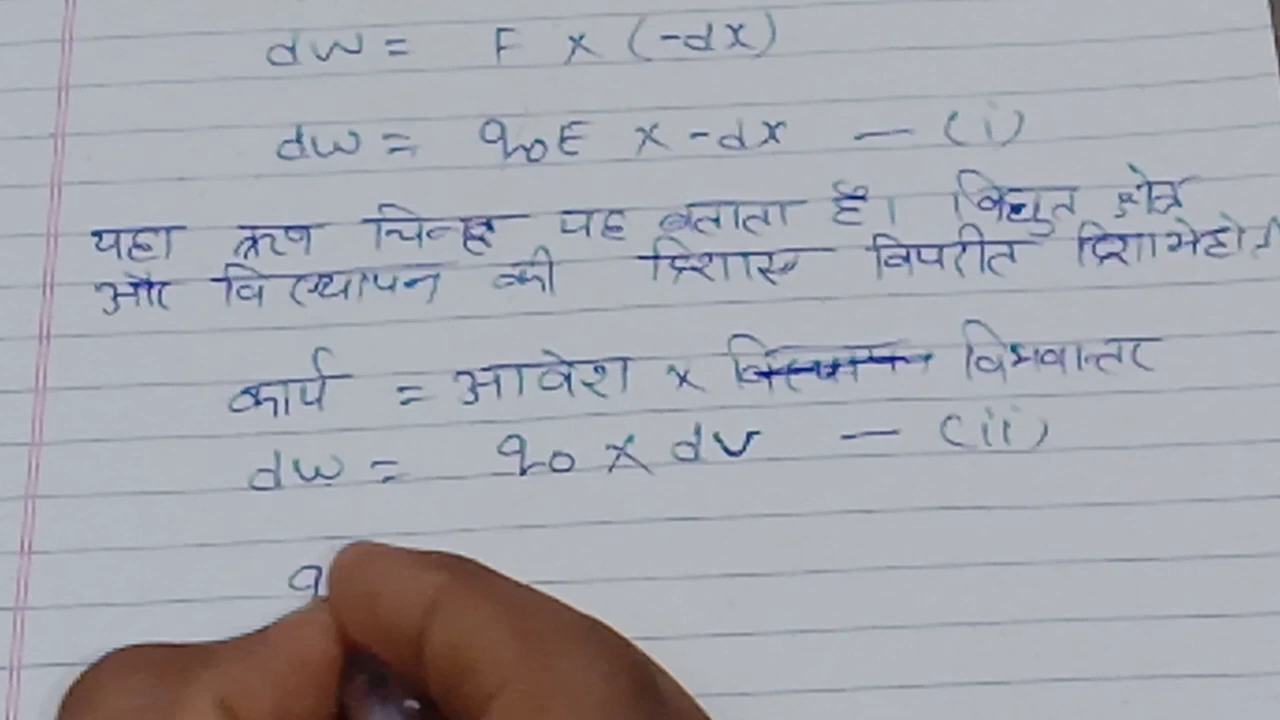 dw = F × (-dx)
dw = q₀E × -dx — (i)
यहा ऋण चिन्ह यह बताता है। विद्युत क्षेत्र
और विस्थापन की दिशाए विपरीत दिशा मे हो
कार्य = आवेश × विभवान्तर
dw = q₀ × dv — (ii)
q